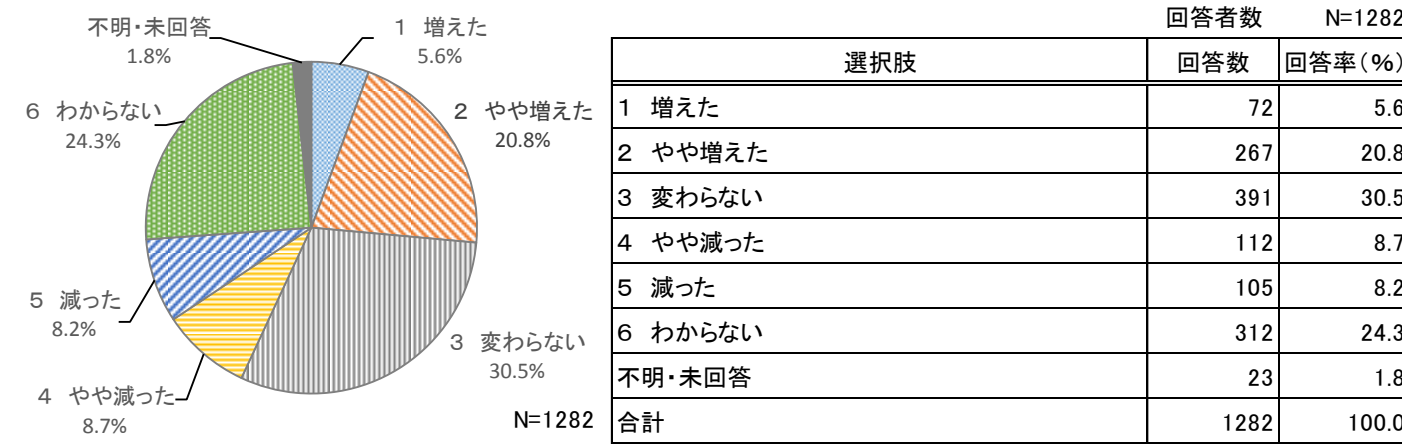 不明・未回答
1.8%
1 増えた
5.6%
2 やや増えた
20.8%
3 変わらない
30.5%
4 やや減った
8.7%
5 減った
8.2%
6 わからない
24.3%
N=1282
回答者数 N=1282
選択肢 回答数 回答率(%)
1 増えた 72 5.6
2 やや増えた 267 20.8
3 変わらない 391 30.5
4 やや減った 112 8.7
5 減った 105 8.2
6 わからない 312 24.3
不明・未回答 23 1.8
合計 1282 100.0